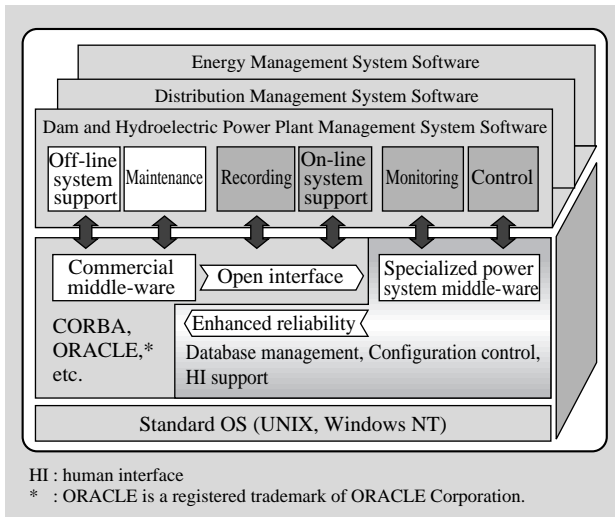 Energy Management System Software
Distribution Management System Software
Dam and Hydroelectric Power Plant Management System Software
Off-line
system
support
Maintenance
Recording
On-line
system
support
Monitoring
Control
Commercial
middle-ware
Open interface
Specialized power
system middle-ware
CORBA,
ORACLE,*
etc.
Enhanced reliability
Database management, Configuration control,
HI support
Standard OS (UNIX, Windows NT)
HI : human interface
* : ORACLE is a registered trademark of ORACLE Corporation.